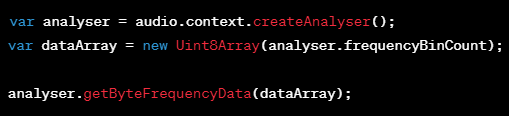 var analyser = audio.context.createAnalyser();
var dataArray = new Uint8Array(analyser.frequencyBinCount);
analyser.getByteFrequencyData(dataArray);